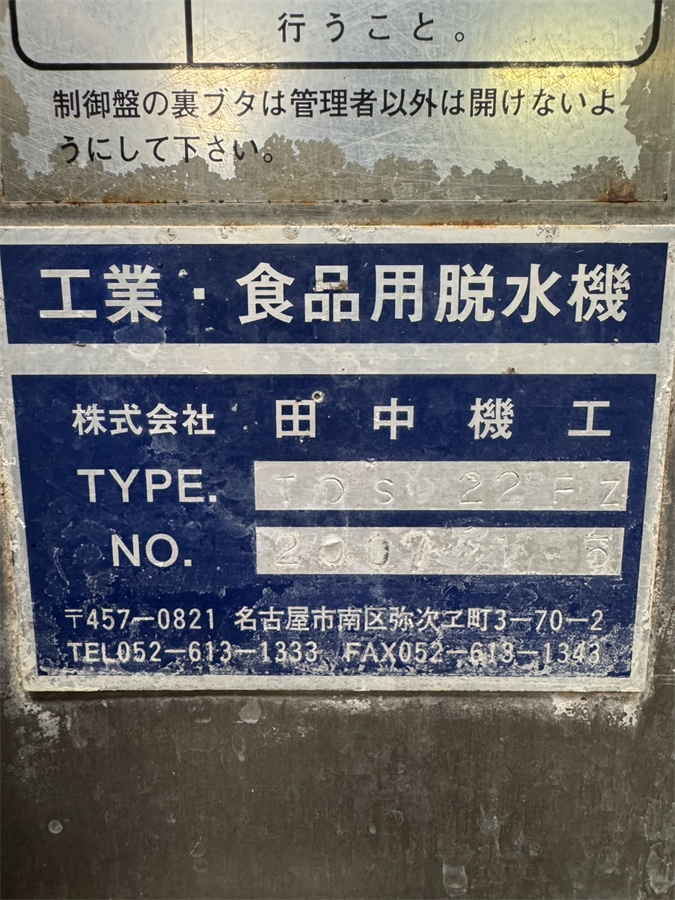 行うこと。
制御盤の裏ブタは管理者以外は開けないよ
うにして下さい。
工業・食品用脱水機
株式会社 田中機工
TYPE. TDS 22FZ
NO.
〒457-0821 名古屋市南区弥次ヱ町3-70-2
TEL052-613-1333 FAX052-613-1343